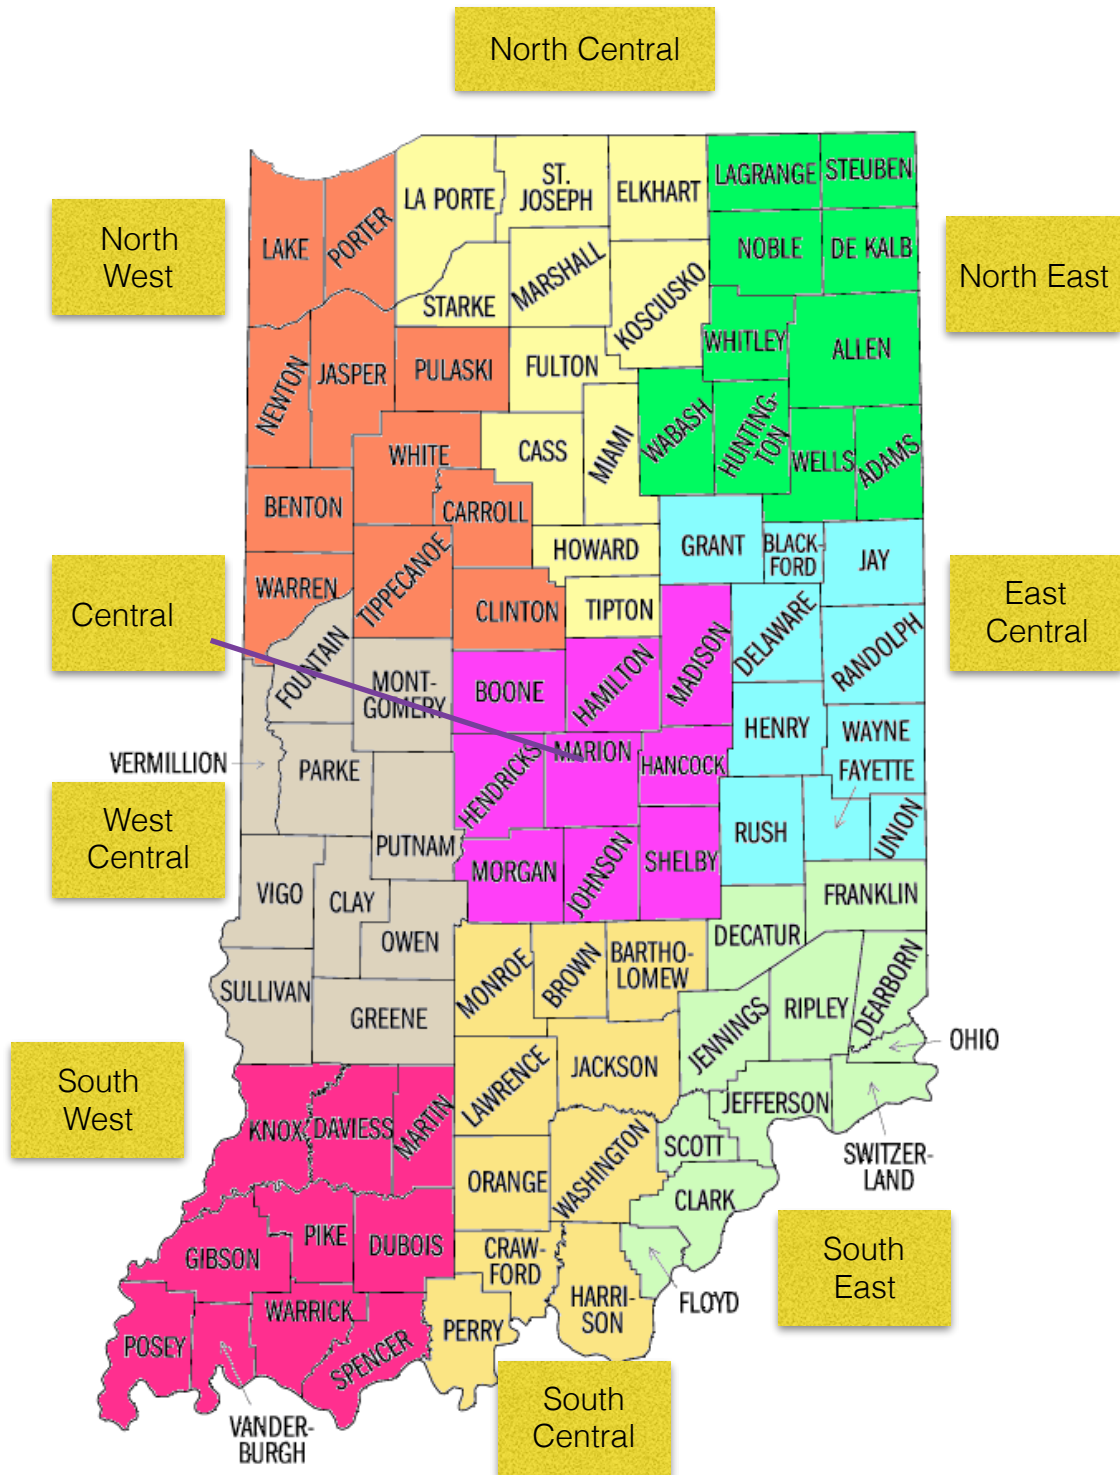 North Central
LAGRANGE
STEUBEN
ST.
JOSEPH
ELKHART
LA PORTE
North
West
LAKE
PORTER
NOBLE
DE KALB
North East
MARSHALL
STARKE
KOSCIUSKO
WHITLEY
ALLEN
NEWTON
JASPER
PULASKI
FULTON
WABASH
HUNTING-
TON
WELLS
ADAMS
WHITE
CASS
MIAMI
BENTON
CARROLL
HOWARD
GRANT
BLACK-
FORD
JAY
Central
WARREN
TIPPECANOE
CLINTON
TIPTON
East
Central
FOUNTAIN
MONT-
GOMERY
BOONE
HAMILTON
MADISON
DELAWARE
RANDOLPH
HENRY
WAYNE
VERMILLION
PARKE
HENDRICKS
MARION
HANCOCK
FAYETTE
West
Central
PUTNAM
RUSH
UNION
MORGAN
JOHNSON
SHELBY
VIGO
CLAY
FRANKLIN
OWEN
DECATUR
MONROE
BROWN
BARTHO-
LOMEW
SULLIVAN
GREENE
JENNINGS
RIPLEY
DEARBORN
OHIO
South
West
LAWRENCE
JACKSON
JEFFERSON
KNOX
DAVIESS
MARTIN
SCOTT
SWITZER-
LAND
ORANGE
WASHINGTON
CLARK
GIBSON
PIKE
DUBOIS
CRAW-
FORD
South
East
WARRICK
HARRI-
SON
FLOYD
POSEY
SPENCER
PERRY
VANDER-
BURGH
South
Central